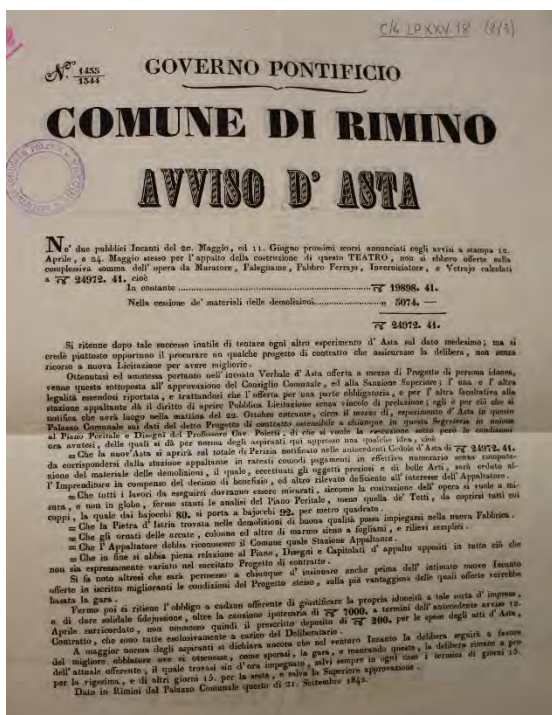 C/4 LP XXV 18 (2/3)
N.° 1455
1544
GOVERNO PONTIFICIO
COMUNE DI RIMINO
AVVISO D' ASTA
Ne' due pubblici Incanti del 20. Maggio, ed 11. Giugno prossimi scorsi annunciati cogli avvisi a stampa 12.
Aprile, e 24. Maggio stesso per l' appalto della costruzione di questo TEATRO, non si ebbero offerte sulla
complessiva somma dell' opera da Muratore, Falegname, Fabbro Ferrajo, Inverniciatore, e Vetrajo calcolati
a 24972. 41. cioè
In contante 19898. 41.
Nella cessione de' materiali delle demolizioni „ 5074. —
24972. 41.
Si ritenne dopo tale successo inutile di tentare ogni altro esperimento d' Asta sul dato medesimo; ma si
credè piuttosto opportuno il procurare un qualche progetto di contratto che assicurasse la delibera, non senza
ricorso a nuova Licitazione per avere migliorie.
Ottenutasi ed ammessa pertanto nell' inoato Verbale d' Asta offerta a mezzo di Progetto di persona idonea,
venne questa sottoposta all' approvazione del Consiglio Comunale, ed alla Sanzione Superiore; l' una e l' altra
legalità essendosi riportata, e trattandosi che l' offerta per una parte obbligatoria, e per l' altra facoltativa alla
stazione appaltante dà il diritto di aprire Pubblica Licitazione senza vincolo di prelazione; egli è per ciò che si
notifica che avrà luogo nella mattina del 22. Ottobre entrante, circa il mezzo dì, esperimento d' Asta in questo
Palazzo Comunale sui dati del detto Progetto di contratto ostensibile a chiunque in questa Segreteria in unione
al Piano Peritale e Disegni del Professore Cav. Poletti, di che si vuole la esecuzione sotto però le condizioni
ora avutesi, delle quali si dà per norma degli aspiranti qui appresso una qualche idea, cioè
= Che la nuov' Asta si aprirà sul totale di Perizia notificato nelle antecedenti Cedole d' Asta di 24972. 41.
da corrispondersi dalla stazione appaltante in rateati comodi pagamenti in effettivo numerario senza computa-
zione del materiale delle demolizioni, il quale, eccettuati gli oggetti preziosi e di belle Arti, sarà ceduto al-
l' Imprenditore in compenso del decimo di benefizio, ed altro rilevato deficiente all' interesse dell' Appaltatore.
= Che tutti i lavori da eseguirsi dovranno essere misurati, siccome la costruzione dell' opera si vuole a mi-
sura, e non in globo, ferme stanti le analisi del Piano Peritale, meno quella de' Tetti, da coprirsi tutti coi
coppi, la quale dai bajocchi 89, si porta a bajocchi 92. per metro quadrato.
= Che la Pietra d' Istria trovata nelle demolizioni di buona qualità possa impiegarsi nella nuova Fabbrica.
= Che gli ornati delle arcate, colonne ed altro di marmo sieno a fogliami, e rilievi semplici.
= Che l' Appaltatore debba riconoscere il Comune quale Stazione Appaltante.
= Che in fine si abbia piena relazione al Piano, Disegni e Capitolati d' appalto appunto in tutto ciò che
non sia espressamente variato nel succitato Progetto di contratto.
Si fa noto altresì che sarà permesso a chiunque d' insinuare anche prima dell' intimato nuovo Incanto
offerte in iscritto miglioranti le condizioni del Progetto stesso, sulla più vantaggiosa delle quali offerte verrebbe
basata la gara.
Fermo poi si ritiene l' obbligo a cadaun offerente di giustificare la propria idoneità a tale sorta d' impresa,
e di dare solidale fidejussione, oltre la cauzione ipotecaria di 7000. a termini dell' antecedente avviso 12.
Aprile surricordato, non ommesso quindi il prescritto deposito di 200. per le spese degli atti d' Asta,
Contratto, che sono tutte esclusivamente a carico del Deliberatario.
A maggior norma degli aspiranti si dichiara ancora che nel venturo Incanto la delibera seguirà a favore
del migliore obblatore ove si ottenesse, come sperasi, la gara, e mancando questa, la delibera rimane a pro
dell' attuale offerente, il quale trovasi sin d' ora impegnato, salvi sempre in ogni caso i termini di giorni 15.
per la vigesima, e di altri giorni 15. per la sesta, e salva la Superiore approvazione.
Dato in Rimini dal Palazzo Comunale questo dì 21. Settembre 1842.